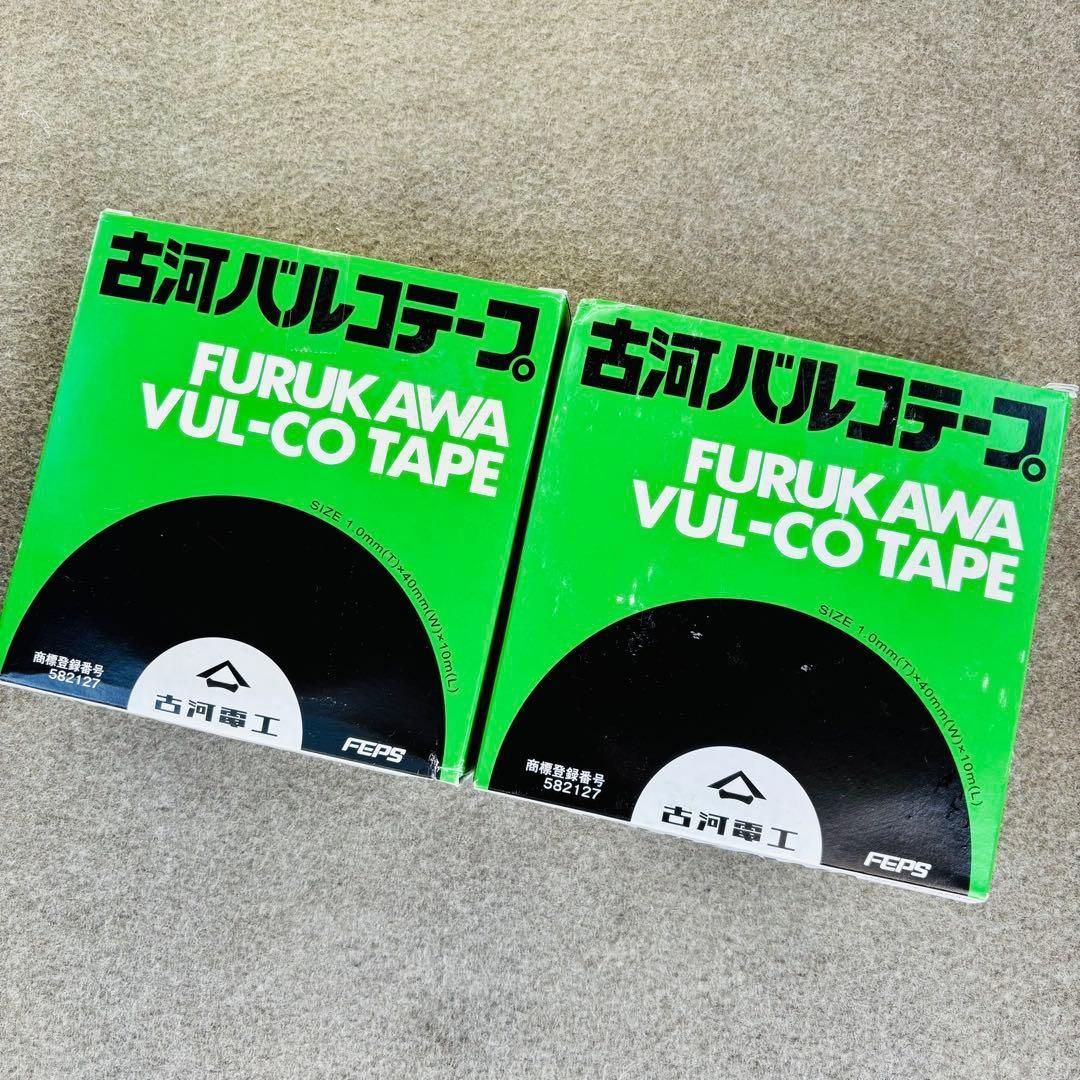 古河バルコテープ。
FURUKAWA
VUL-CO TAPE
SIZE 1.0mm(T)×40mm(W)×10m(L)
商標登録番号
582127
古河電工
FEPS
古河バルコテープ。
FURUKAWA
VUL-CO TAPE
SIZE 1.0mm(T)×40mm(W)×10m(L)
商標登録番号
582127
古河電工
FEPS